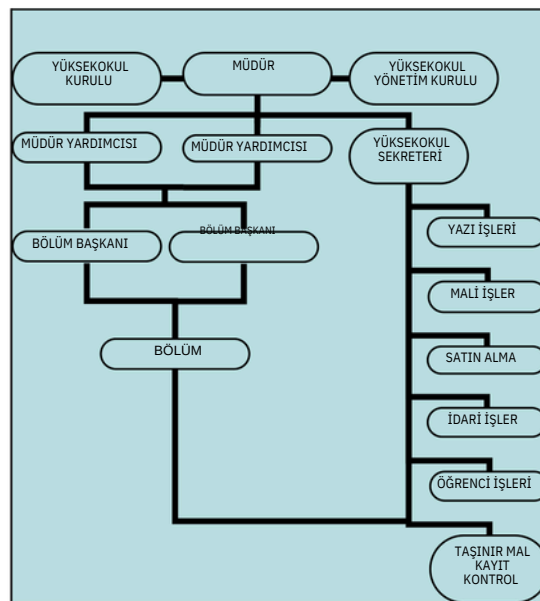 YÜKSEKOKUL
KURULU
MÜDÜR
YÜKSEKOKUL
YÖNETİM KURULU
MÜDÜR YARDIMCISI
MÜDÜR YARDIMCISI
YÜKSEKOKUL
SEKRETERİ
BÖLÜM BAŞKANI
BÖLÜM BAŞKANI
BÖLÜM
YAZI İŞLERİ
MALİ İŞLER
SATIN ALMA
İDARİ İŞLER
ÖĞRENCİ İŞLERİ
TAŞINIR MAL
KAYIT
KONTROL